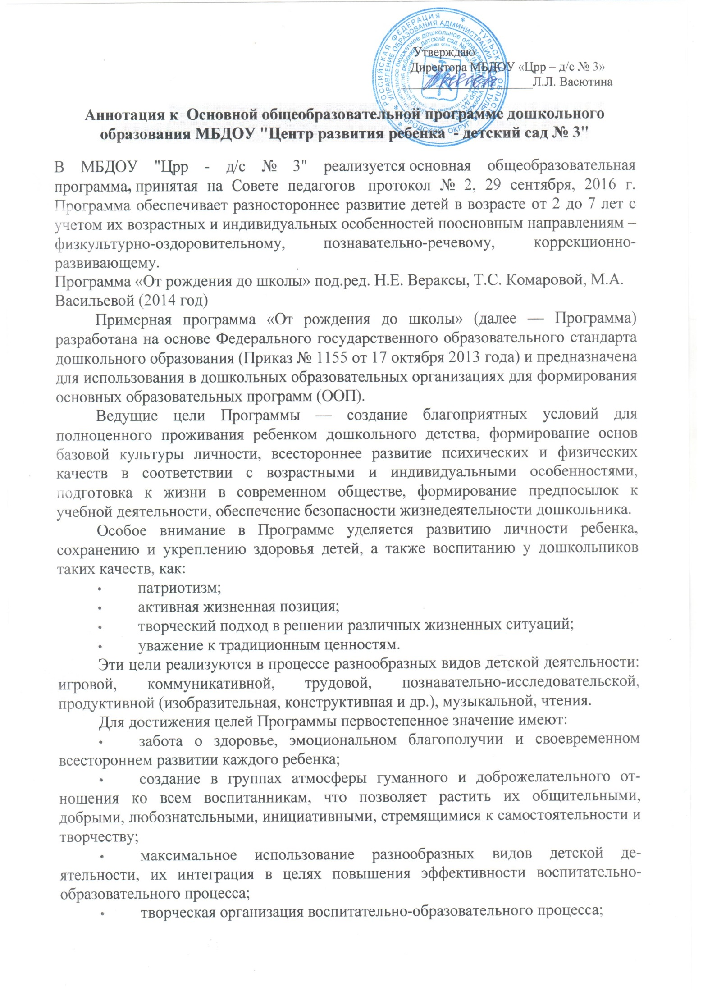 Утверждаю
Директора МБДОУ «Црр – д/с № 3»
Л.Л. Васютина
РОССИЙСКАЯ ФЕДЕРАЦИЯ * ТУЛЬСКАЯ ОБЛАСТЬ
УПРАВЛЕНИЕ ОБРАЗОВАНИЯ АДМИНИСТРАЦИИ ГОРОДА ТУЛЫ
ГОРОДСКОЙ ОКРУГ
Аннотация к Основной общеобразовательной программе дошкольного
образования МБДОУ "Центр развития ребенка - детский сад № 3"
В МБДОУ "Црр - д/с № 3" реализуется основная общеобразовательная
программа, принятая на Совете педагогов протокол № 2, 29 сентября, 2016 г.
Программа обеспечивает разностороннее развитие детей в возрасте от 2 до 7 лет с
учетом их возрастных и индивидуальных особенностей поосновным направлениям –
физкультурно-оздоровительному, познавательно-речевому, коррекционно-
развивающему.
Программа «От рождения до школы» под.ред. Н.Е. Вераксы, Т.С. Комаровой, М.А.
Васильевой (2014 год)
Примерная программа «От рождения до школы» (далее — Программа)
разработана на основе Федерального государственного образовательного стандарта
дошкольного образования (Приказ № 1155 от 17 октября 2013 года) и предназначена
для использования в дошкольных образовательных организациях для формирования
основных образовательных программ (ООП).
Ведущие цели Программы — создание благоприятных условий для
полноценного проживания ребенком дошкольного детства, формирование основ
базовой культуры личности, всестороннее развитие психических и физических
качеств в соответствии с возрастными и индивидуальными особенностями,
подготовка к жизни в современном обществе, формирование предпосылок к
учебной деятельности, обеспечение безопасности жизнедеятельности дошкольника.
Особое внимание в Программе уделяется развитию личности ребенка,
сохранению и укреплению здоровья детей, а также воспитанию у дошкольников
таких качеств, как:
• патриотизм;
• активная жизненная позиция;
• творческий подход в решении различных жизненных ситуаций;
• уважение к традиционным ценностям.
Эти цели реализуются в процессе разнообразных видов детской деятельности:
игровой, коммуникативной, трудовой, познавательно-исследовательской,
продуктивной (изобразительная, конструктивная и др.), музыкальной, чтения.
Для достижения целей Программы первостепенное значение имеют:
• забота о здоровье, эмоциональном благополучии и своевременном
всестороннем развитии каждого ребенка;
• создание в группах атмосферы гуманного и доброжелательного от-
ношения ко всем воспитанникам, что позволяет растить их общительными,
добрыми, любознательными, инициативными, стремящимися к самостоятельности и
творчеству;
• максимальное использование разнообразных видов детской де-
ятельности, их интеграция в целях повышения эффективности воспитательно-
образовательного процесса;
• творческая организация воспитательно-образовательного процесса;